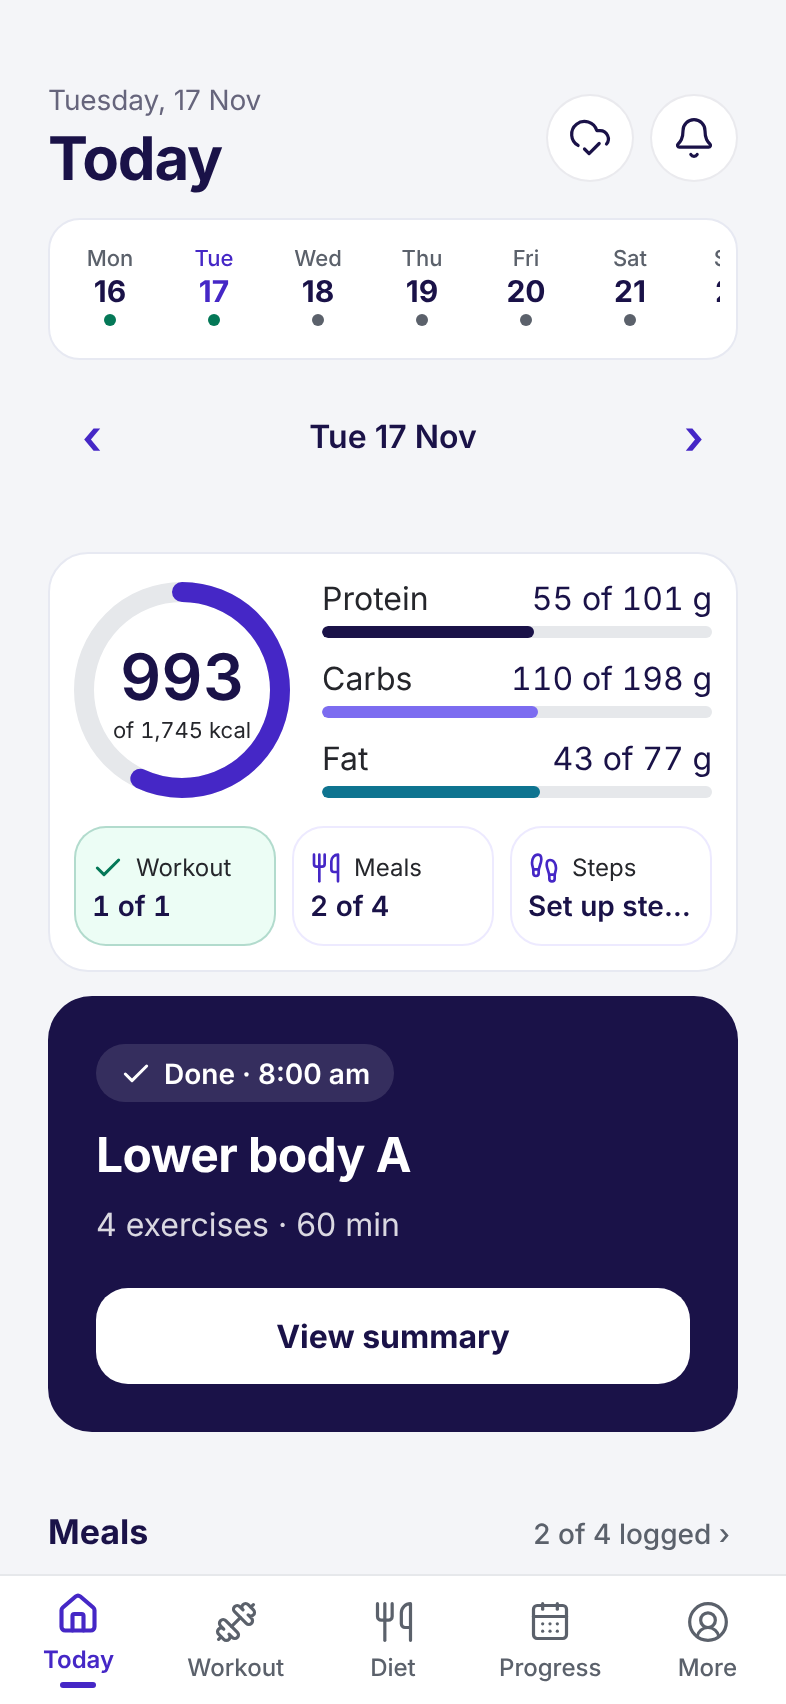 Tuesday, 17 Nov
Today
Mon Tue Wed Thu Fri Sat
16 17 18 19 20 21
‹ Tue 17 Nov ›
993
of 1,745 kcal
Protein 55 of 101 g
Carbs 110 of 198 g
Fat 43 of 77 g
Workout
1 of 1
Meals
2 of 4
Steps
Set up ste...
Done · 8:00 am
Lower body A
4 exercises · 60 min
View summary
Meals 2 of 4 logged ›
Today Workout Diet Progress More